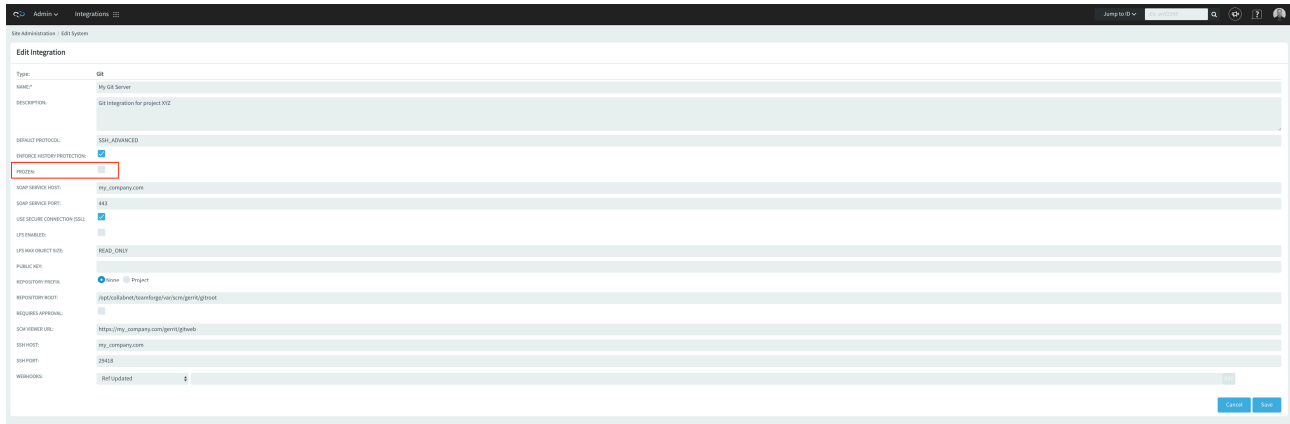 Admin Integrations Jump to ID
Site Administration / Edit System
Edit Integration
Type: Git
NAME:* My Git Server
DESCRIPTION: Git Integration for project XYZ
DEFAULT PROTOCOL: SSH_ADVANCED
ENFORCE HISTORY PROTECTION:
FROZEN:
SOAP SERVICE HOST: my_company.com
SOAP SERVICE PORT: 443
USE SECURE CONNECTION (SSL):
LFS ENABLED:
LFS MAX OBJECT SIZE: READ_ONLY
PUBLIC KEY:
REPOSITORY PREFIX: None Project
REPOSITORY ROOT: /opt/collabnet/teamforge/var/scm/gerrit/gitroot
REQUIRES APPROVAL:
SCM VIEWER URL: https://my_company.com/gerrit/gitweb
SSH HOST: my_company.com
SSH PORT: 29418
WEBHOOKS: Ref Updated
Cancel Save